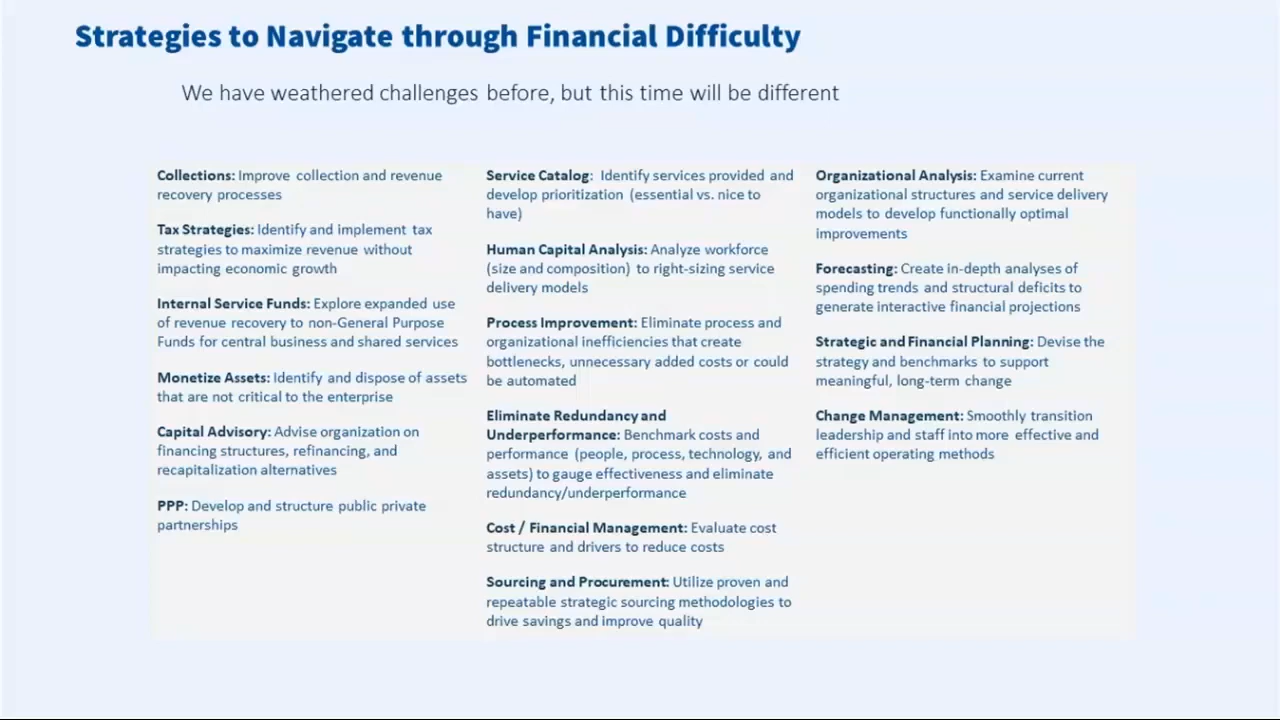 Strategies to Navigate through Financial Difficulty
We have weathered challenges before, but this time will be different
Collections: Improve collection and revenue
recovery processes
Tax Strategies: Identify and implement tax
strategies to maximize revenue without
impacting economic growth
Internal Service Funds: Explore expanded use
of revenue recovery to non-General Purpose
Funds for central business and shared services
Monetize Assets: Identify and dispose of assets
that are not critical to the enterprise
Capital Advisory: Advise organization on
financing structures, refinancing, and
recapitalization alternatives
PPP: Develop and structure public private
partnerships
Service Catalog: Identify services provided and
develop prioritization (essential vs. nice to
have)
Human Capital Analysis: Analyze workforce
(size and composition) to right-sizing service
delivery models
Process Improvement: Eliminate process and
organizational inefficiencies that create
bottlenecks, unnecessary added costs or could
be automated
Eliminate Redundancy and
Underperformance: Benchmark costs and
performance (people, process, technology, and
assets) to gauge effectiveness and eliminate
redundancy/underperformance
Cost / Financial Management: Evaluate cost
structure and drivers to reduce costs
Sourcing and Procurement: Utilize proven and
repeatable strategic sourcing methodologies to
drive savings and improve quality
Organizational Analysis: Examine current
organizational structures and service delivery
models to develop functionally optimal
improvements
Forecasting: Create in-depth analyses of
spending trends and structural deficits to
generate interactive financial projections
Strategic and Financial Planning: Devise the
strategy and benchmarks to support
meaningful, long-term change
Change Management: Smoothly transition
leadership and staff into more effective and
efficient operating methods